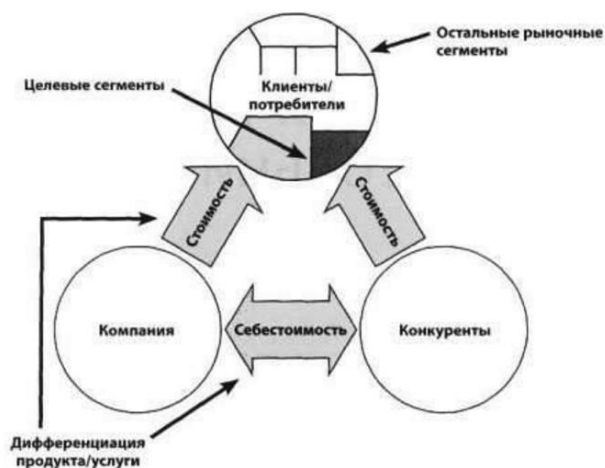 Остальные рыночные
сегменты
Целевые сегменты
Клиенты/
потребители
Стоимость
Стоимость
Компания
Себестоимость
Конкуренты
Дифференциация
продукта/услуги